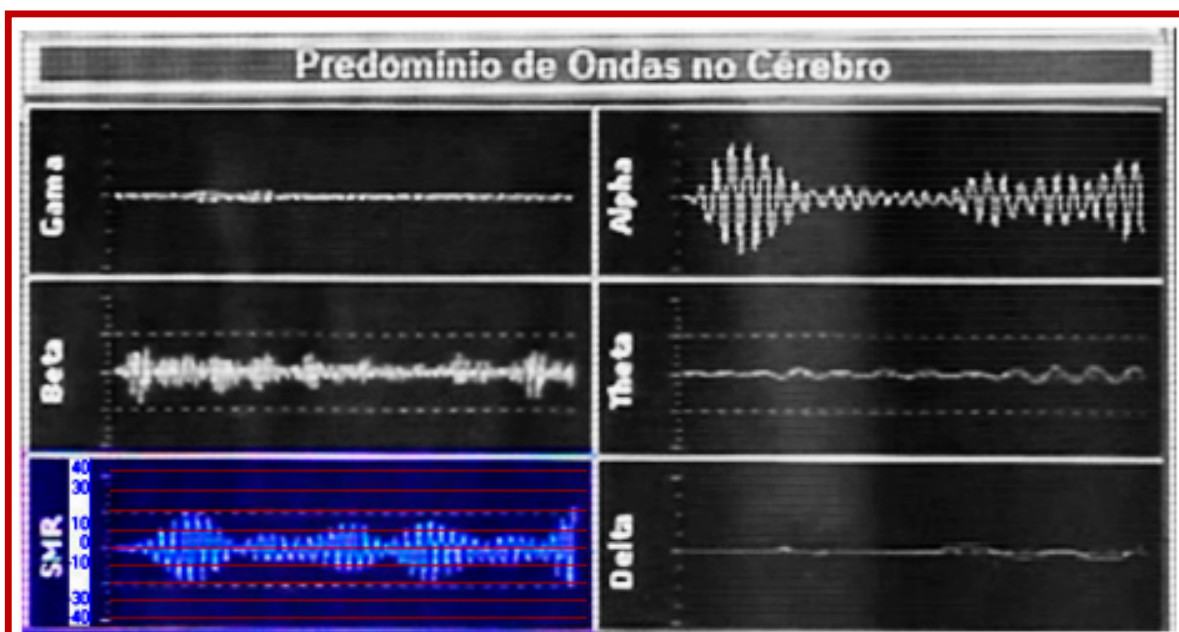 Predomínio de Ondas no Cérebro
Gama
Alpha
Beta
Theta
SMR
40
30
10
0
-10
-30
-40
Delta